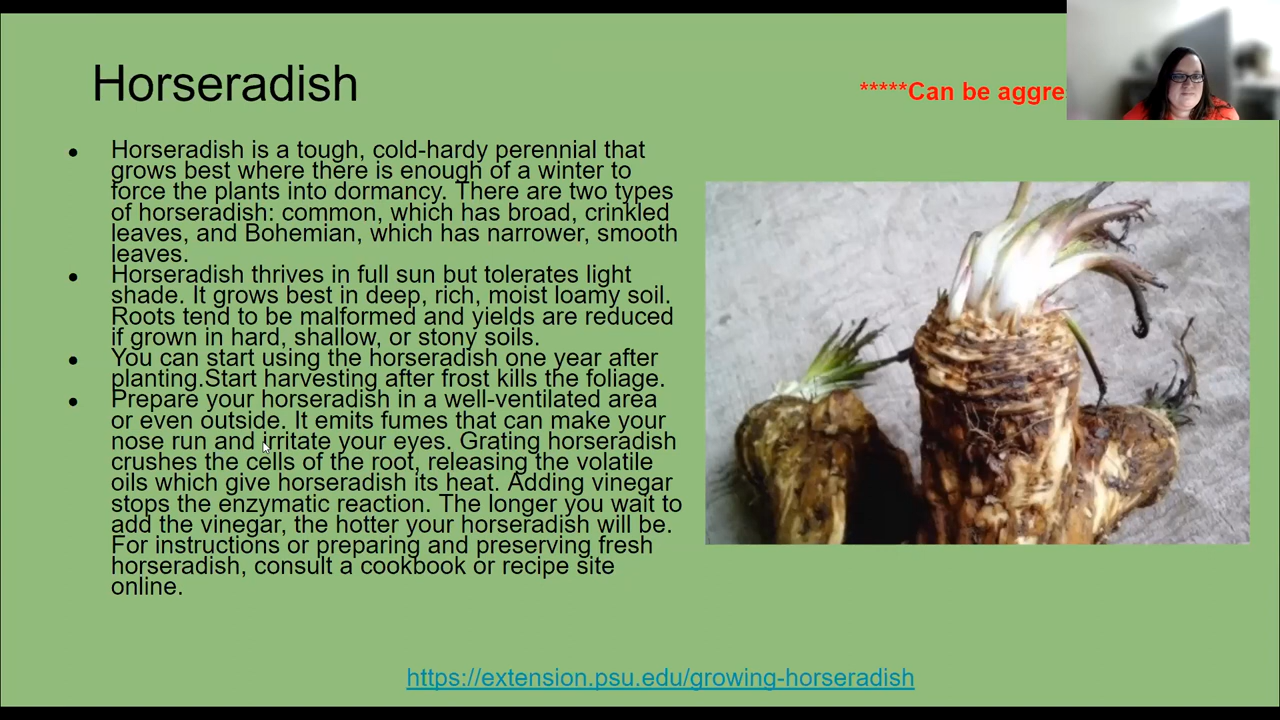 Horseradish
*****Can be aggre
Horseradish is a tough, cold-hardy perennial that
grows best where there is enough of a winter to
force the plants into dormancy. There are two types
of horseradish: common, which has broad, crinkled
leaves, and Bohemian, which has narrower, smooth
leaves.
Horseradish thrives in full sun but tolerates light
shade. It grows best in deep, rich, moist loamy soil.
Roots tend to be malformed and yields are reduced
if grown in hard, shallow, or stony soils.
You can start using the horseradish one year after
planting.Start harvesting after frost kills the foliage.
Prepare your horseradish in a well-ventilated area
or even outside. It emits fumes that can make your
nose run and irritate your eyes. Grating horseradish
crushes the cells of the root, releasing the volatile
oils which give horseradish its heat. Adding vinegar
stops the enzymatic reaction. The longer you wait to
add the vinegar, the hotter your horseradish will be.
For instructions or preparing and preserving fresh
horseradish, consult a cookbook or recipe site
online.
https://extension.psu.edu/growing-horseradish